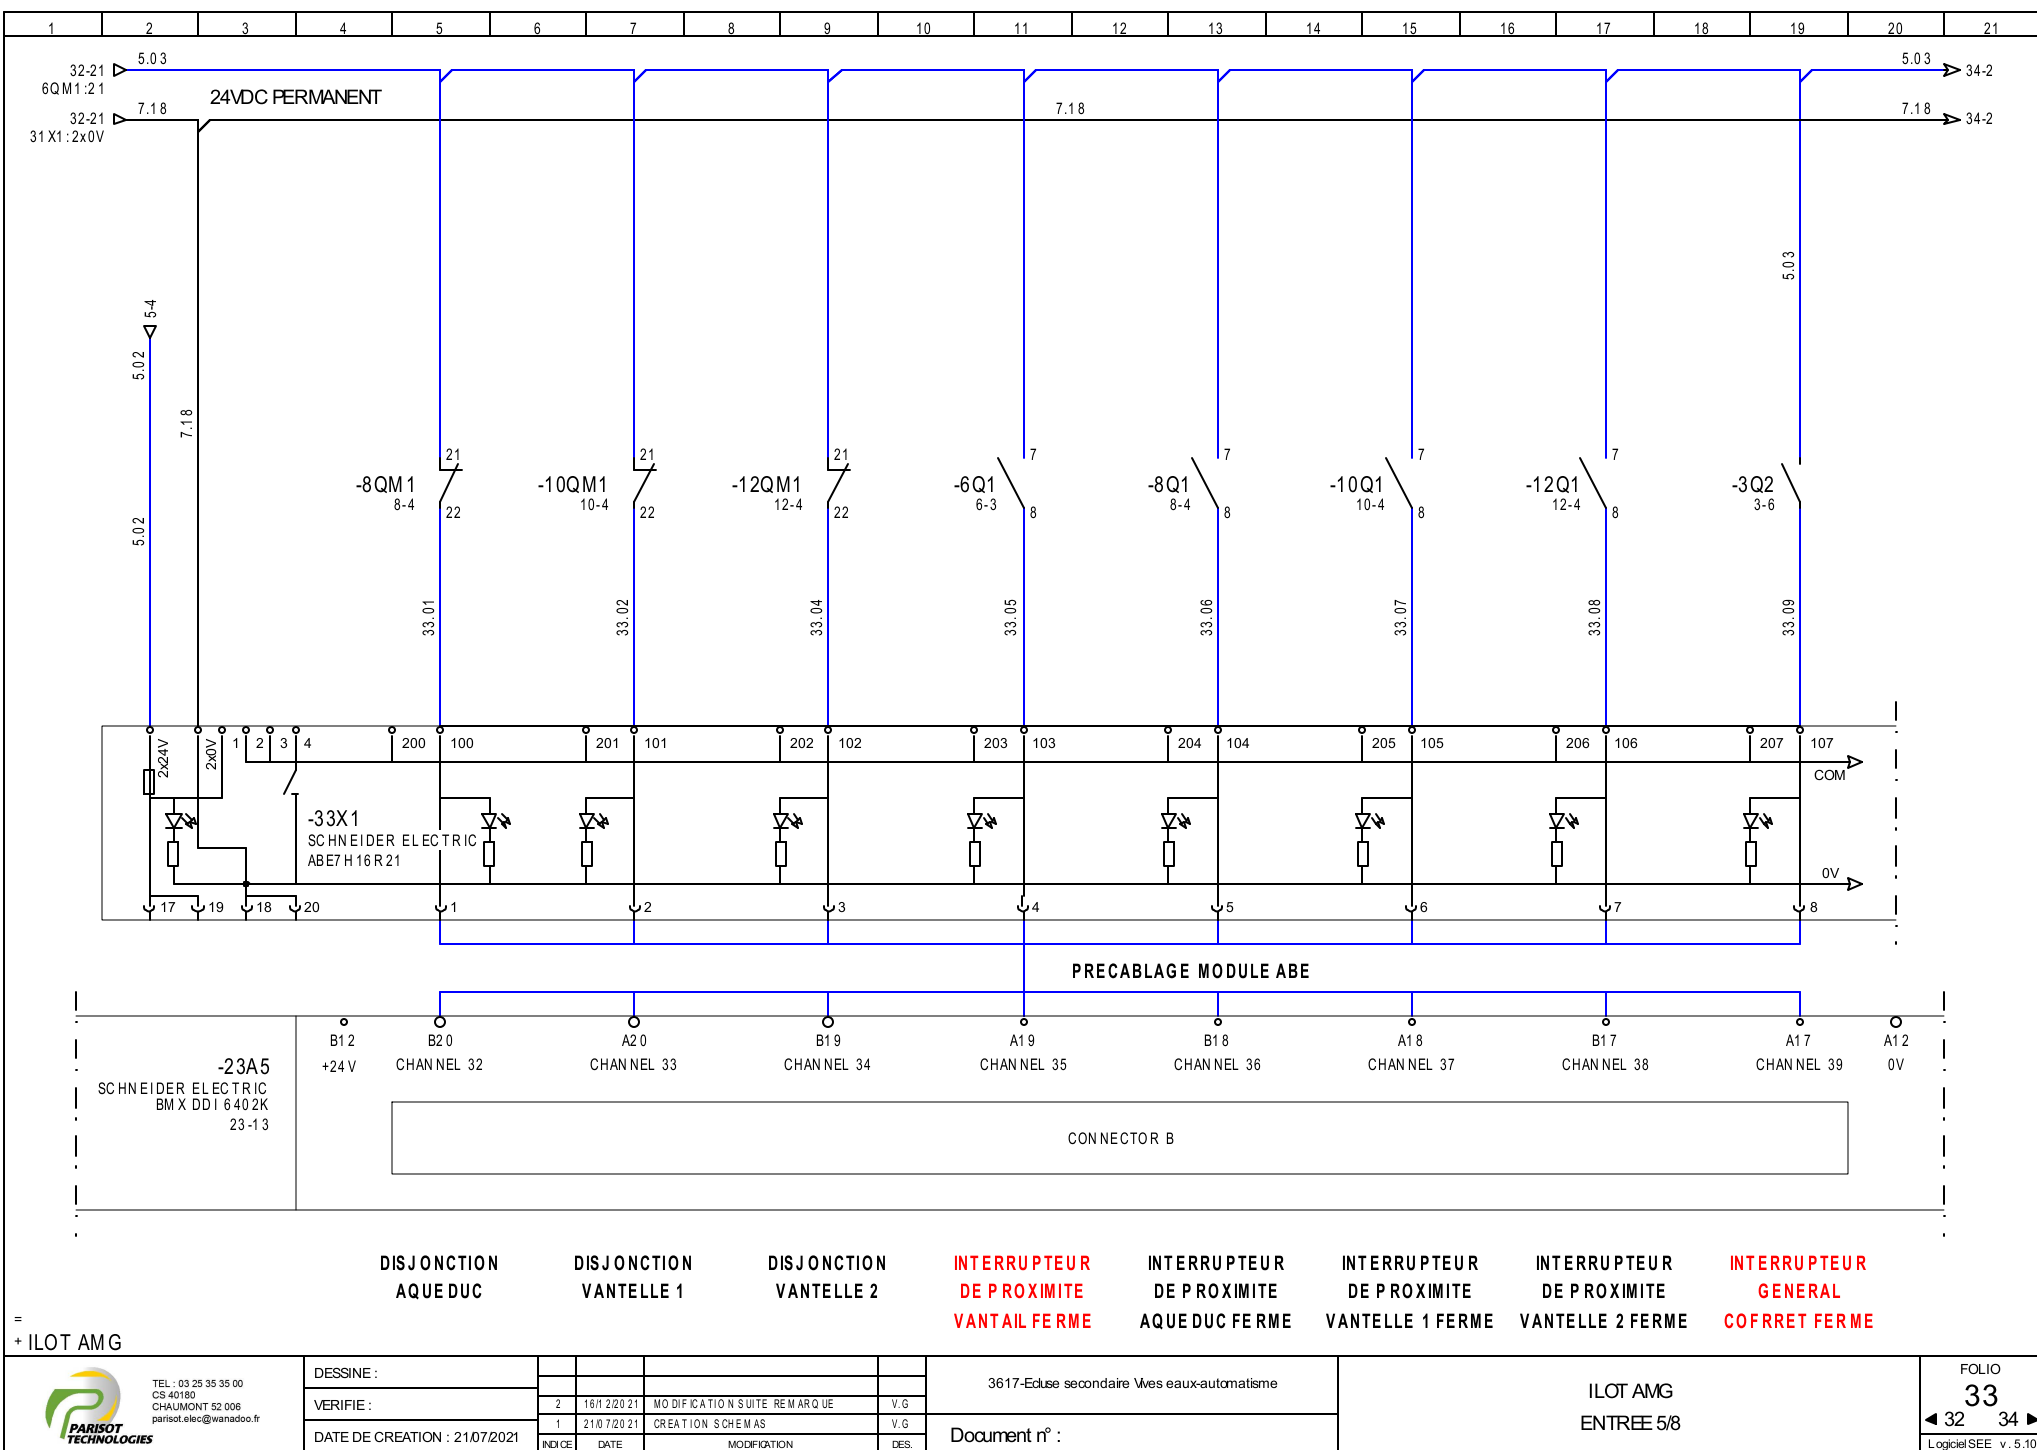 1 2 3 4 5 6 7 8 9 10 11 12 13 14 15 16 17 18 19 20 21
32-21 5.03 5.03 34-2
6QM1:21
24VDC PERMANENT
32-21 7.18 7.18 7.18 34-2
31X1:2x0V
5-4
5.02
7.18
5.02
5.03
-8QM1 21
8-4 22
-10QM1 21
10-4 22
-12QM1 21
12-4 22
-6Q1 7
6-3 8
-8Q1 7
8-4 8
-10Q1 7
10-4 8
-12Q1 7
12-4 8
-3Q2
3-6
33.01 33.02 33.04 33.05 33.06 33.07 33.08 33.09
2x24V 2x0V 1 2 3 4 200 100 201 101 202 102 203 103 204 104 205 105 206 106 207 107
COM
-33X1
SCHNEIDER ELECTRIC
ABE7H16R21
0V
17 19 18 20 1 2 3 4 5 6 7 8
PRECABLAGE MODULE ABE
B12 B20 A20 B19 A19 B18 A18 B17 A17 A12
+24V CHANNEL 32 CHANNEL 33 CHANNEL 34 CHANNEL 35 CHANNEL 36 CHANNEL 37 CHANNEL 38 CHANNEL 39 0V
-23A5
SCHNEIDER ELECTRIC
BMX DDI 6402K
23-13
CONNECTOR B
DISJONCTION
AQUEDUC
DISJONCTION
VANTELLE 1
DISJONCTION
VANTELLE 2
INTERRUPTEUR
DE PROXIMITE
VANTAIL FERME
INTERRUPTEUR
DE PROXIMITE
AQUEDUC FERME
INTERRUPTEUR
DE PROXIMITE
VANTELLE 1 FERME
INTERRUPTEUR
DE PROXIMITE
VANTELLE 2 FERME
INTERRUPTEUR
GENERAL
COFRRET FERME
=
+ ILOT AMG
PARISOT
TECHNOLOGIES
TEL : 03 25 35 35 00
CS 40180
CHAUMONT 52 006
parisot.elec@wanadoo.fr
DESSINE :
VERIFIE :
DATE DE CREATION : 21/07/2021
2 16/12/2021 MODIFICATION SUITE REMARQUE V.G
1 21/07/2021 CREATION SCHEMAS V.G
INDICE DATE MODIFICATION DES.
3617-Ecluse secondaire Vives eaux-automatisme
Document n° :
ILOT AMG
ENTREE 5/8
FOLIO
33
32 34
Logiciel SEE v.5.10